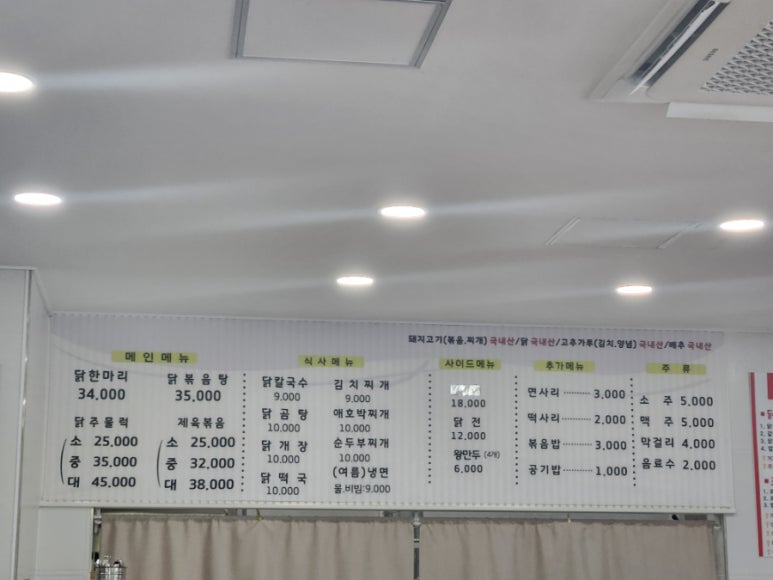 돼지고기(볶음,찌개) 국내산/닭 국내산/고추가루(김치,양념) 국내산/배추 국내산
메인메뉴
닭한마리
34,000
닭볶음탕
35,000
닭주물럭
소 25,000
중 35,000
대 45,000
제육볶음
소 25,000
중 32,000
대 38,000
식사메뉴
닭칼국수
9,000
김치찌개
9,000
닭곰탕
10,000
애호박찌개
10,000
닭개장
10,000
순두부찌개
10,000
닭떡국
10,000
(여름)냉면
물,비빔:9,000
사이드메뉴
18,000
닭전
12,000
왕만두 (4개)
6,000
추가메뉴
면사리 3,000
떡사리 2,000
볶음밥 3,000
공기밥 1,000
주류
소주 5,000
맥주 5,000
막걸리 4,000
음료수 2,000